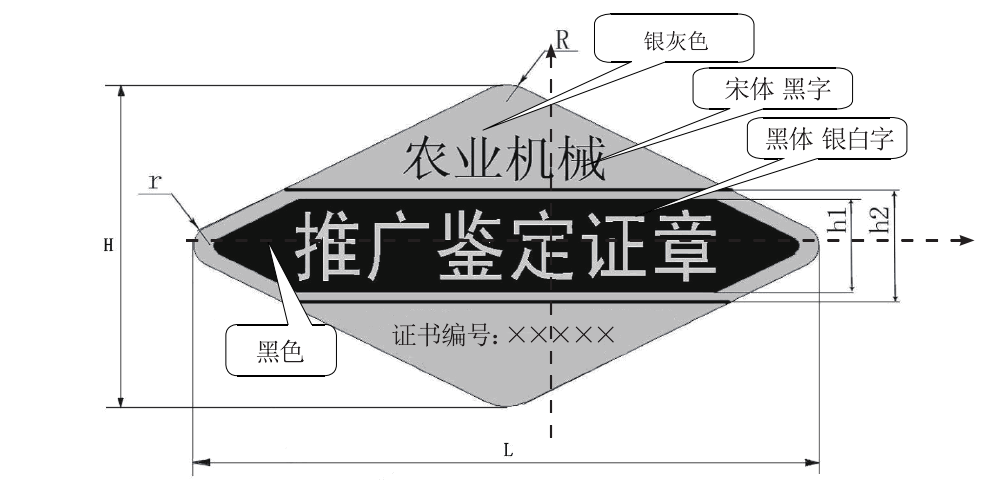 银灰色
R
宋体 黑字
黑体 银白字
农业机械
r
推广鉴定证章
h1
h2
H
证书编号:×××××
黑色
L